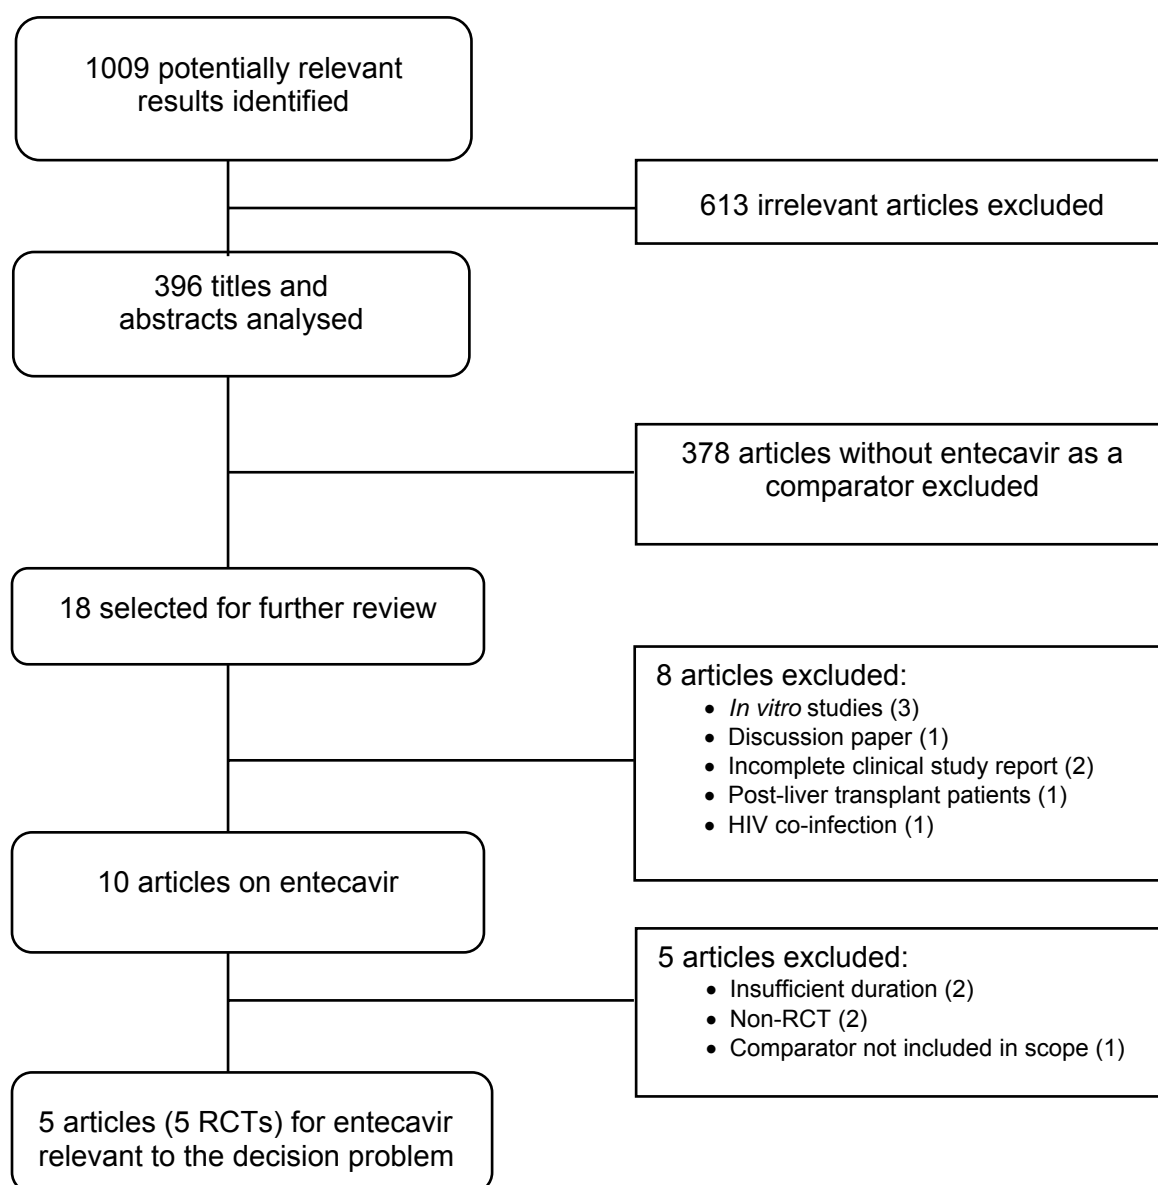 1009 potentially relevant
results identified
613 irrelevant articles excluded
396 titles and
abstracts analysed
378 articles without entecavir as a
comparator excluded
18 selected for further review
8 articles excluded:
• In vitro studies (3)
• Discussion paper (1)
• Incomplete clinical study report (2)
• Post-liver transplant patients (1)
• HIV co-infection (1)
10 articles on entecavir
5 articles excluded:
• Insufficient duration (2)
• Non-RCT (2)
• Comparator not included in scope (1)
5 articles (5 RCTs) for entecavir
relevant to the decision problem